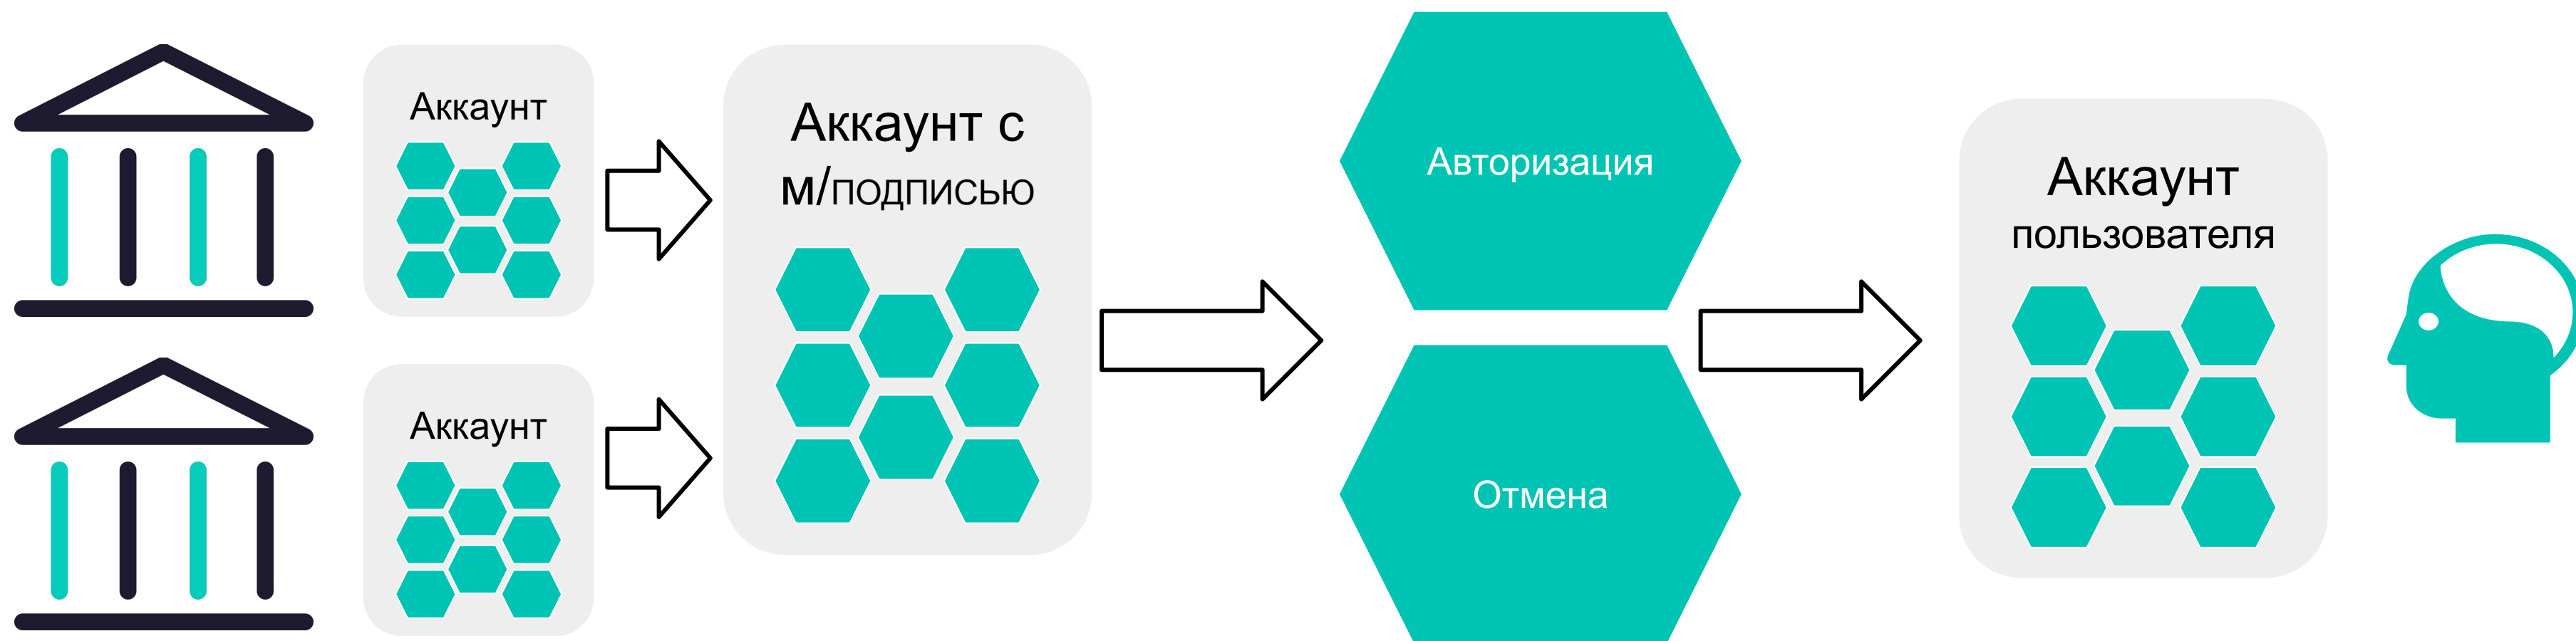 Аккаунт
Аккаунт
Аккаунт с
м/подписью
Авторизация
Отмена
Аккаунт
пользователя